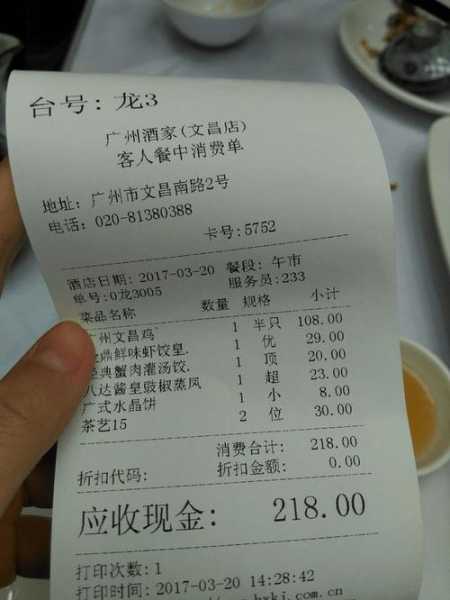 台号: 龙3
广州酒家(文昌店)
客人餐中消费单
地址: 广州市文昌南路2号
电话: 020-81380388
卡号:5752
酒店日期: 2017-03-20 餐段: 午市
单号:0龙3005 服务员:233
菜品名称 数量 规格 小计
广州文昌鸡 1 半只 108.00
鼎鲜味虾饺皇. 1 优 29.00
经典蟹肉灌汤饺. 1 顶 20.00
八达酱皇豉椒蒸凤 1 超 23.00
广式水晶饼 1 小 8.00
茶艺15 2 位 30.00
消费合计: 218.00
折扣代码: 折扣金额: 0.00
应收现金: 218.00
打印次数:1
打印时间: 2017-03-20 14:28:42